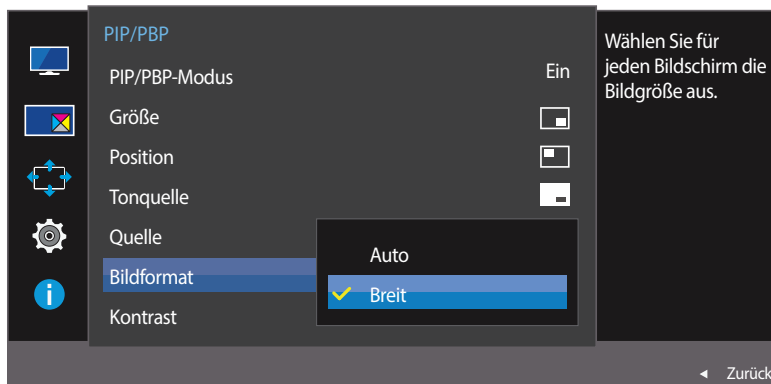 PIP/PBP
PIP/PBP-Modus Ein
Größe
Position
Tonquelle
Quelle
Bildformat
Kontrast
Auto
Breit
Wählen Sie für
jeden Bildschirm die
Bildgröße aus.
Zurück